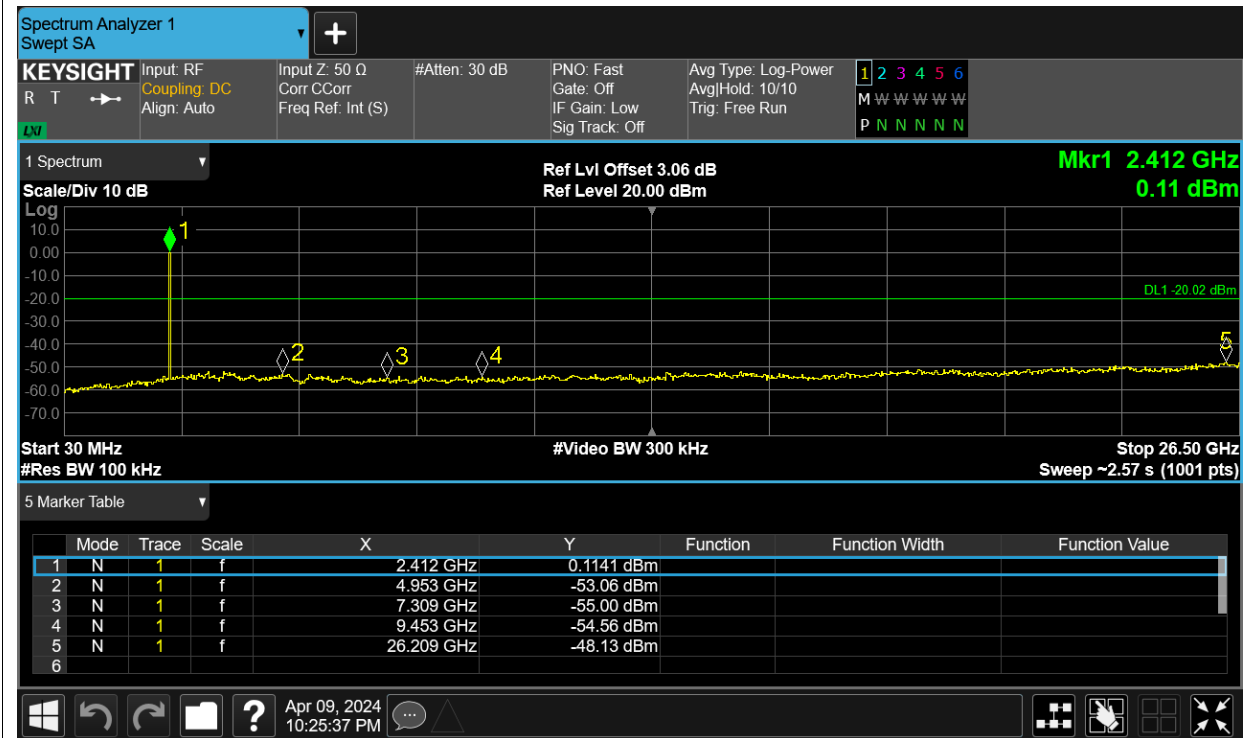 Spectrum Analyzer 1
Swept SA
+
KEYSIGHT
R T
LXI
Input: RF
Coupling: DC
Align: Auto
Input Z: 50 Ω
Corr CCorr
Freq Ref: Int (S)
#Atten: 30 dB
PNO: Fast
Gate: Off
IF Gain: Low
Sig Track: Off
Avg Type: Log-Power
Avg|Hold: 10/10
Trig: Free Run
1 2 3 4 5 6
M W W W W W
P N N N N N
1 Spectrum
Scale/Div 10 dB
Ref Lvl Offset 3.06 dB
Ref Level 20.00 dBm
Mkr1 2.412 GHz
0.11 dBm
Log
10.0
0.00
-10.0
-20.0
-30.0
-40.0
-50.0
-60.0
-70.0
1
2
3
4
5
DL1 -20.02 dBm
Start 30 MHz
#Res BW 100 kHz
#Video BW 300 kHz
Stop 26.50 GHz
Sweep ~2.57 s (1001 pts)
5 Marker Table
Mode Trace Scale X Y Function Function Width Function Value
1 N 1 f 2.412 GHz 0.1141 dBm
2 N 1 f 4.953 GHz -53.06 dBm
3 N 1 f 7.309 GHz -55.00 dBm
4 N 1 f 9.453 GHz -54.56 dBm
5 N 1 f 26.209 GHz -48.13 dBm
6
?
Apr 09, 2024
10:25:37 PM